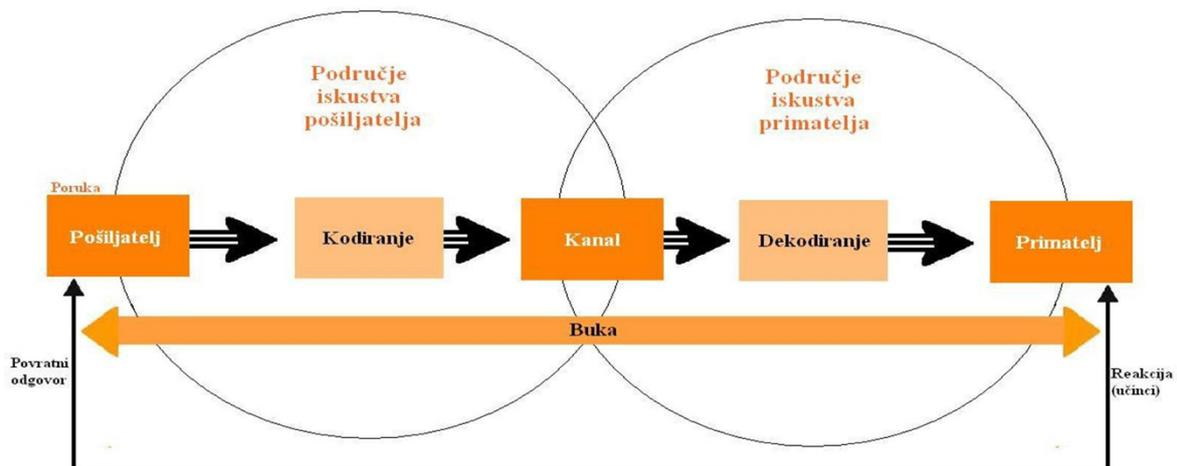 Područje
iskustva
pošiljatelja
Područje
iskustva
primatelja
Poruka
Pošiljatelj
Kodiranje
Kanal
Dekodiranje
Primatelj
Buka
Povratni
odgovor
Reakcija
(učinci)